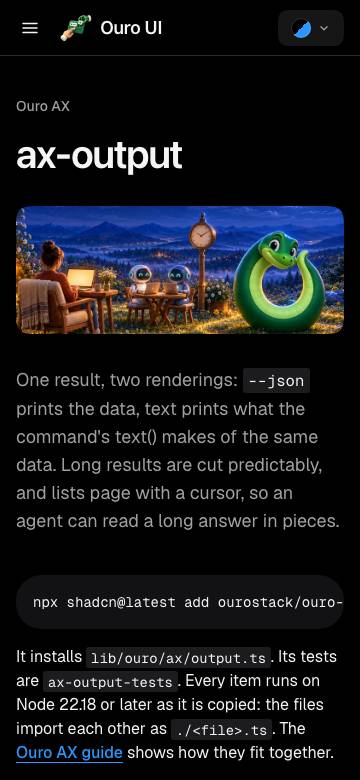 Ouro UI
Ouro AX
ax-output
One result, two renderings: --json
prints the data, text prints what the
command's text() makes of the same
data. Long results are cut predictably,
and lists page with a cursor, so an
agent can read a long answer in pieces.
npx shadcn@latest add ourostack/ouro-
It installs lib/ouro/ax/output.ts. Its tests
are ax-output-tests. Every item runs on
Node 22.18 or later as it is copied: the files
import each other as ./<file>.ts. The
Ouro AX guide shows how they fit together.